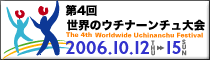 第4回
世界のウチナーンチュ大会
The 4th Worldwide Uchinanchu Festival
2006.10.12 THU ▸▸ 15 SUN